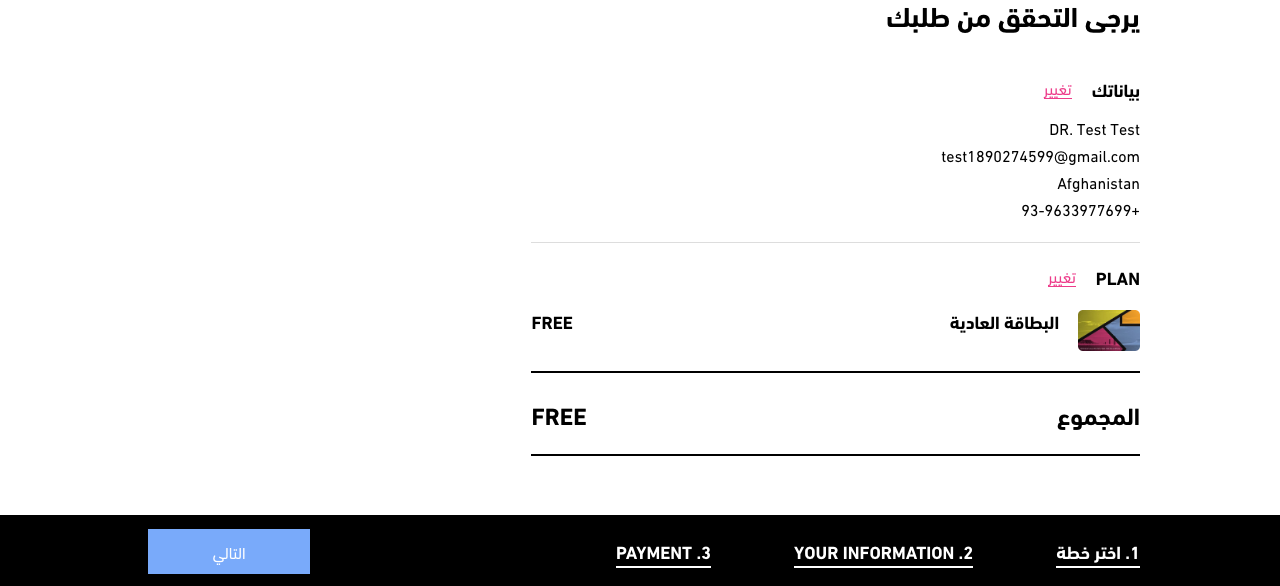 يرجى التحقق من طلبك
بياناتك تغيير
DR. Test Test
test1890274599@gmail.com
Afghanistan
93-9633977699+
PLAN تغيير
البطاقة العادية FREE
المجموع FREE
1. اختر خطة 2. YOUR INFORMATION 3. PAYMENT التالي